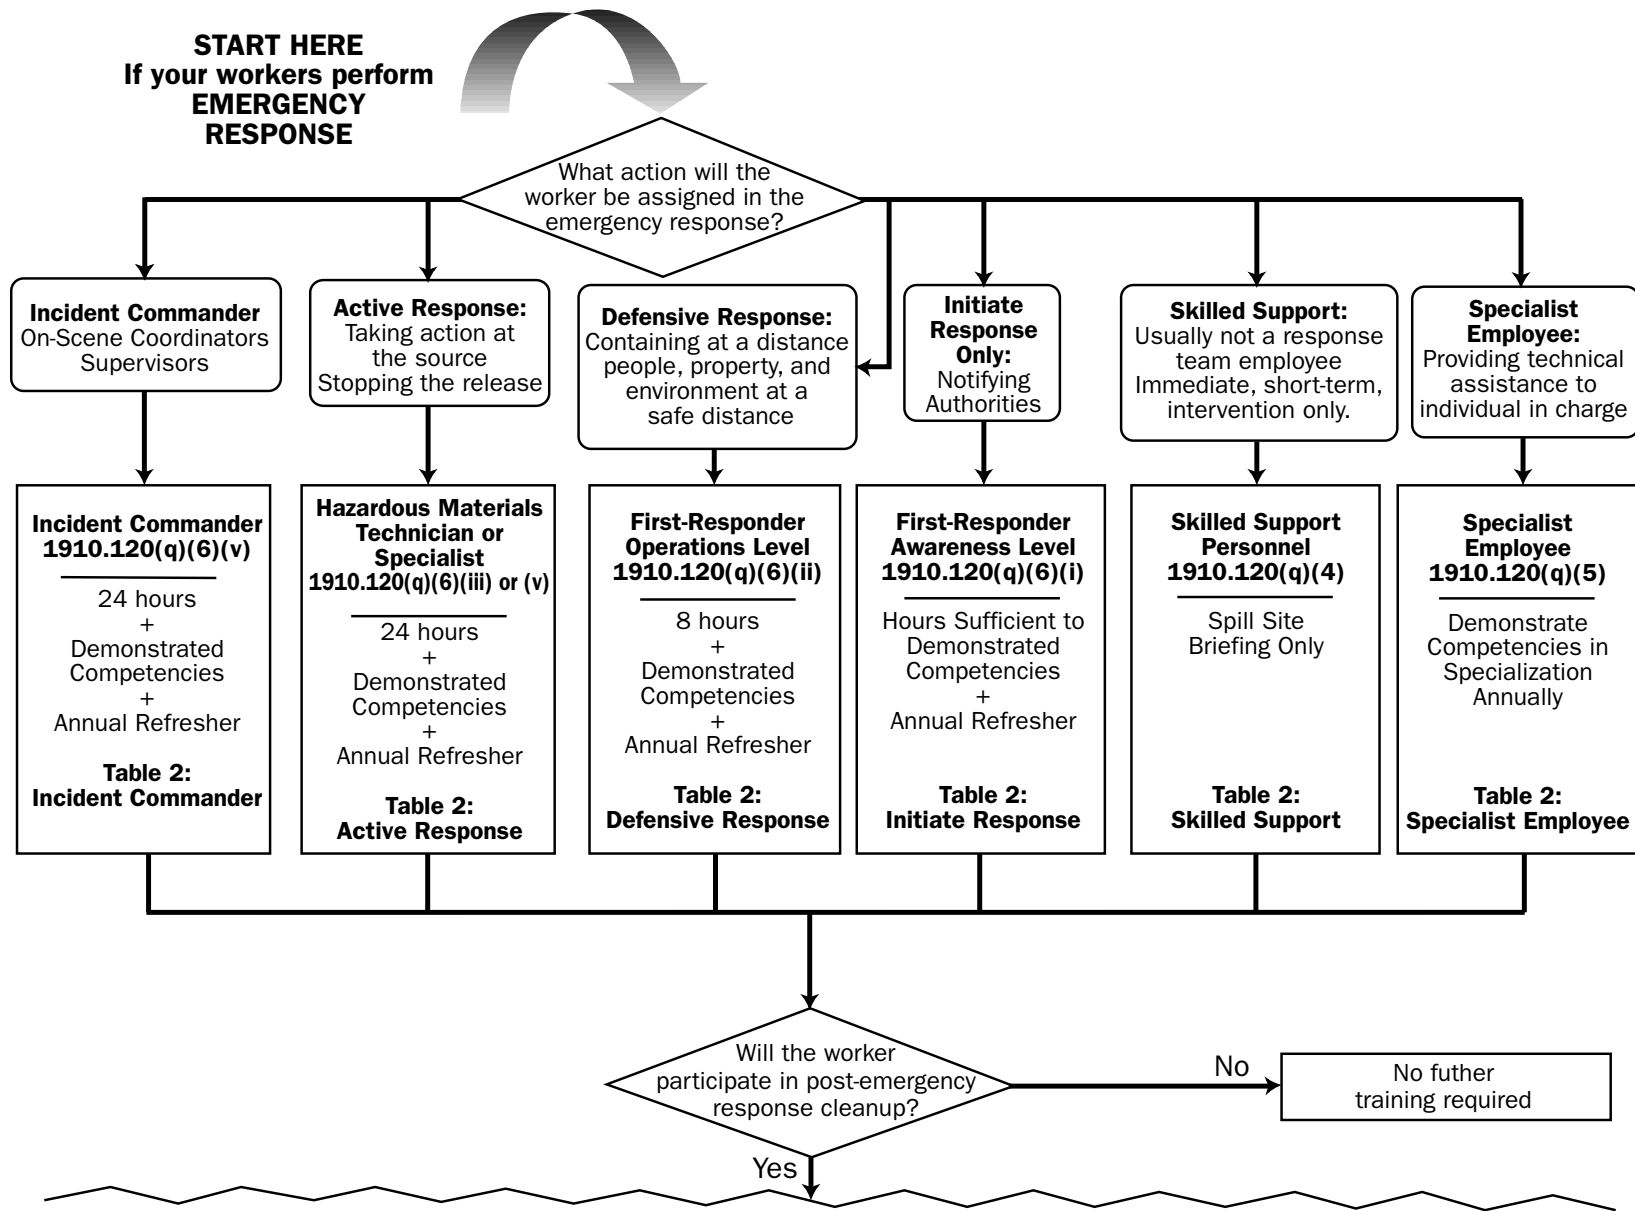 START HERE
If your workers perform
EMERGENCY
RESPONSE
What action will the
worker be assigned in the
emergency response?
Incident Commander
On-Scene Coordinators
Supervisors
Active Response:
Taking action at
the source
Stopping the release
Defensive Response:
Containing at a distance
people, property, and
environment at a
safe distance
Initiate
Response
Only:
Notifying
Authorities
Skilled Support:
Usually not a response
team employee
Immediate, short-term,
intervention only.
Specialist
Employee:
Providing technical
assistance to
individual in charge
Incident Commander
1910.120(q)(6)(v)
24 hours
+
Demonstrated
Competencies
+
Annual Refresher
Table 2:
Incident Commander
Hazardous Materials
Technician or
Specialist
1910.120(q)(6)(iii) or (v)
24 hours
+
Demonstrated
Competencies
+
Annual Refresher
Table 2:
Active Response
First-Responder
Operations Level
1910.120(q)(6)(ii)
8 hours
+
Demonstrated
Competencies
+
Annual Refresher
Table 2:
Defensive Response
First-Responder
Awareness Level
1910.120(q)(6)(i)
Hours Sufficient to
Demonstrated
Competencies
+
Annual Refresher
Table 2:
Initiate Response
Skilled Support
Personnel
1910.120(q)(4)
Spill Site
Briefing Only
Table 2:
Skilled Support
Specialist
Employee
1910.120(q)(5)
Demonstrate
Competencies in
Specialization
Annually
Table 2:
Specialist Employee
Will the worker
participate in post-emergency
response cleanup?
No
No futher
training required
Yes